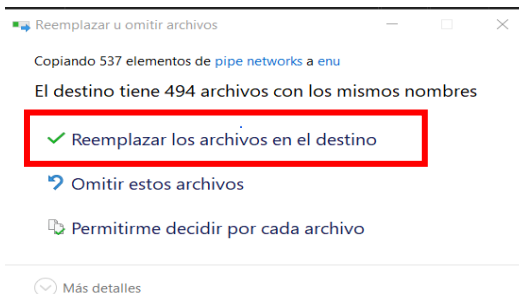 Reemplazar u omitir archivos
Copiando 537 elementos de pipe networks a enu
El destino tiene 494 archivos con los mismos nombres
Reemplazar los archivos en el destino
Omitir estos archivos
Permitirme decidir por cada archivo
Más detalles